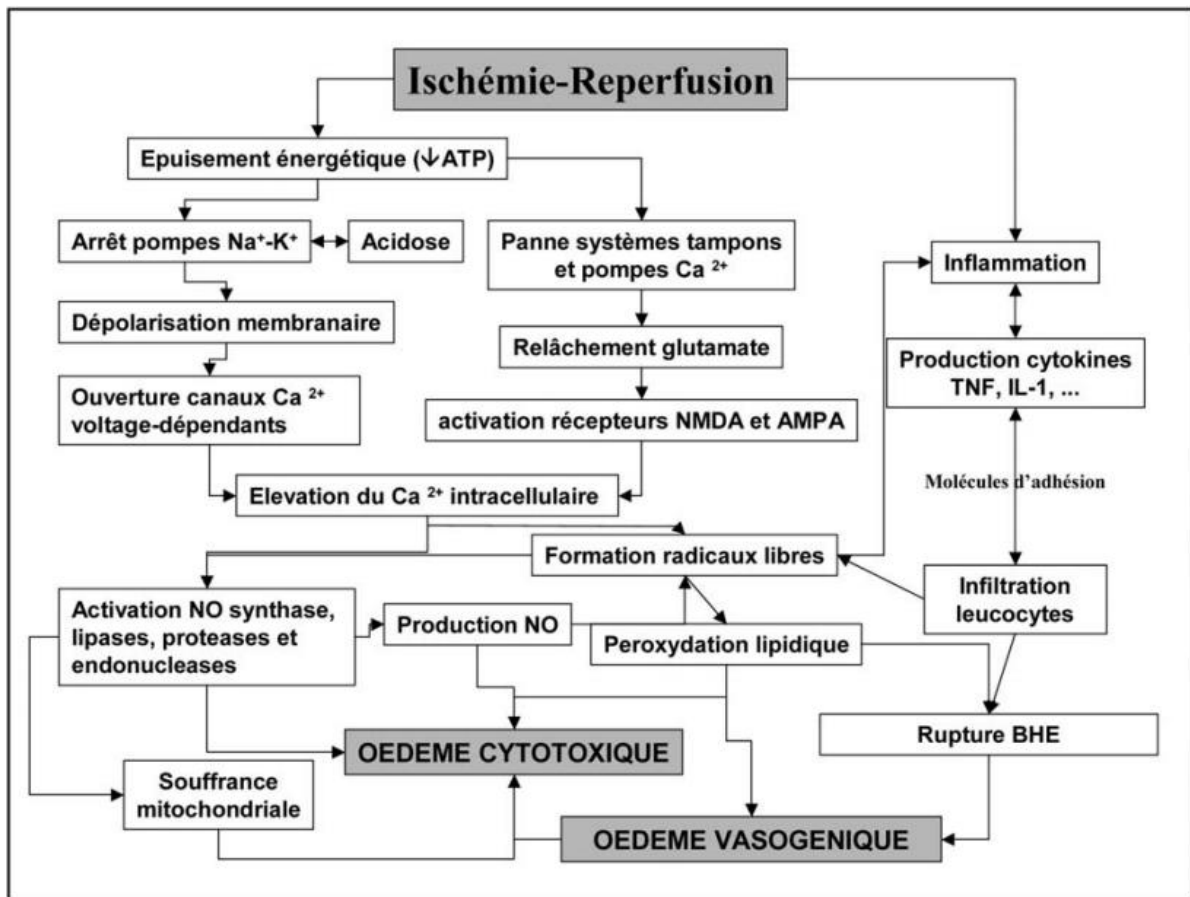 Ischémie-Reperfusion
Epuisement énergétique (↓ATP)
Arrêt pompes Na⁺-K⁺
Acidose
Panne systèmes tampons
et pompes Ca ²⁺
Inflammation
Dépolarisation membranaire
Relâchement glutamate
Production cytokines
TNF, IL-1, ...
Ouverture canaux Ca ²⁺
voltage-dépendants
activation récepteurs NMDA et AMPA
Elevation du Ca ²⁺ intracellulaire
Molécules d'adhésion
Formation radicaux libres
Infiltration
leucocytes
Activation NO synthase,
lipases, proteases et
endonucleases
Production NO
Peroxydation lipidique
Rupture BHE
OEDEME CYTOTOXIQUE
Souffrance
mitochondriale
OEDEME VASOGENIQUE